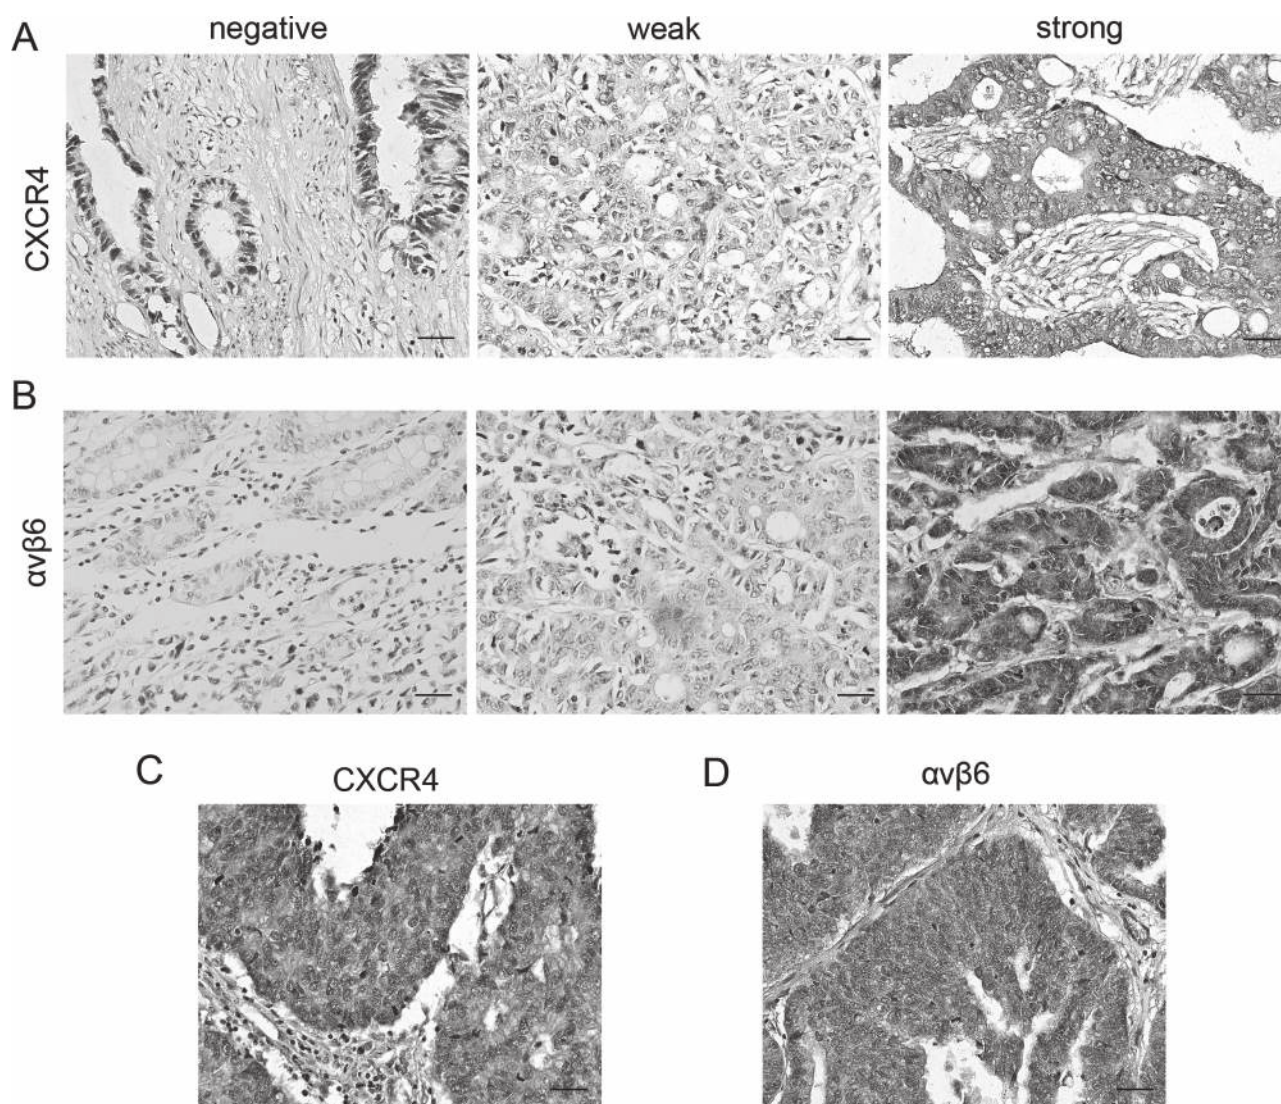 A
negative weak strong
CXCR4
B
αvβ6
C CXCR4 D αvβ6